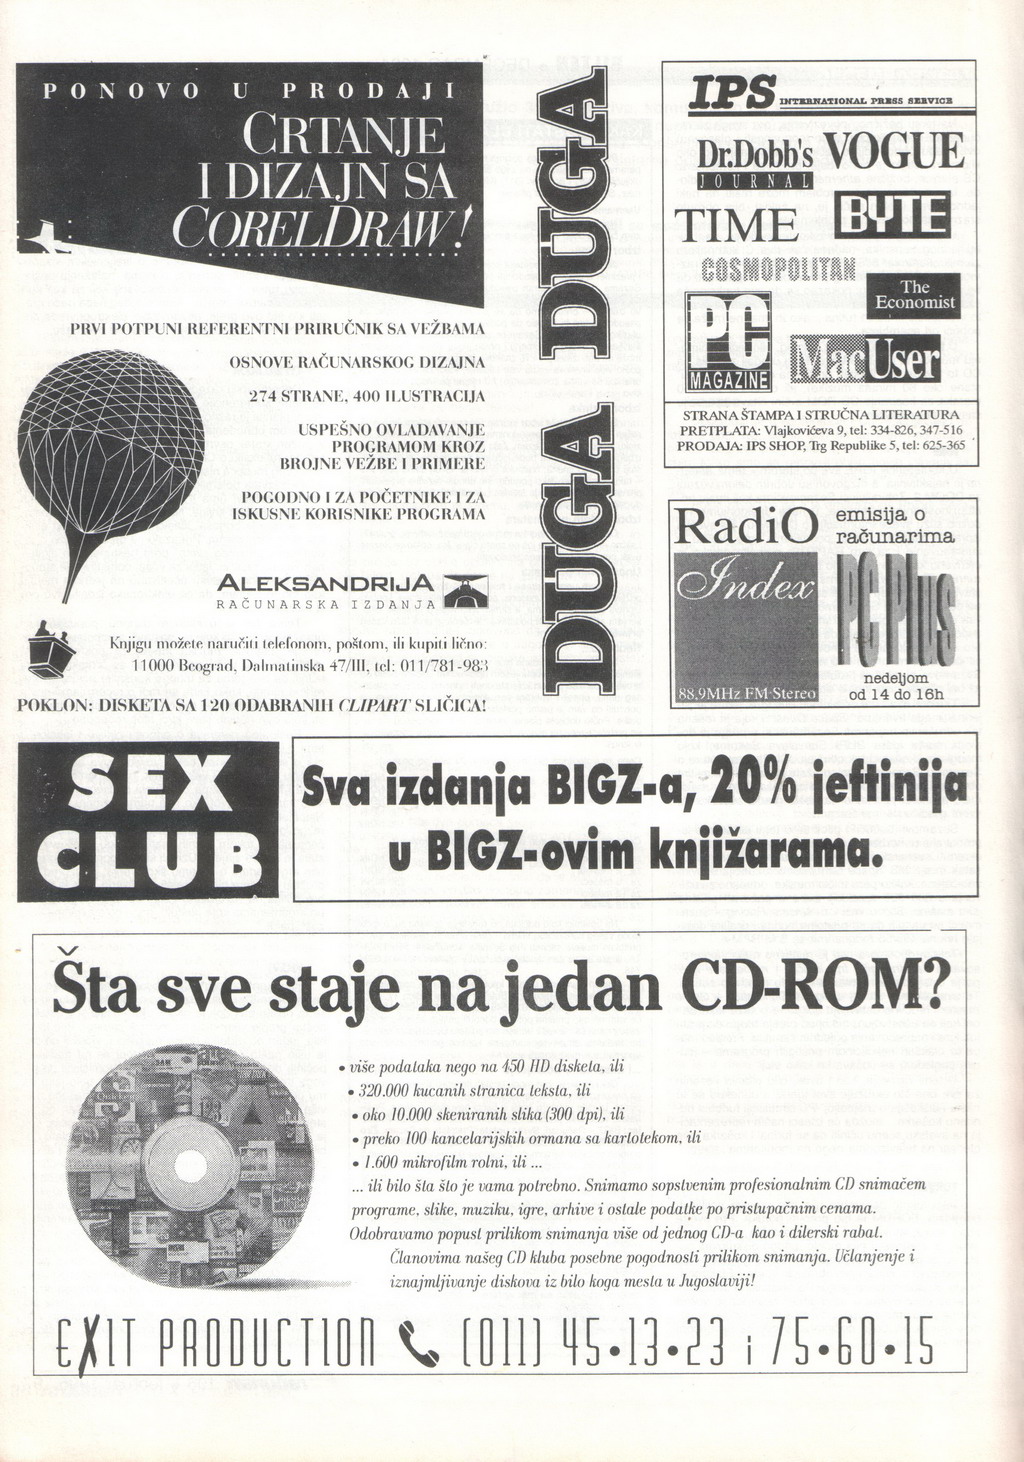 PONOVO U PRODAJI
CRTANJE
I DIZAJN SA
CORELDRAW!
PRVI POTPUNI REFERENTNI PRIRUČNIK SA VEŽBAMA
OSNOVE RAČUNARSKOG DIZAJNA
274 STRANE, 400 ILUSTRACIJA
USPEŠNO OVLADAVANJE
PROGRAMOM KROZ
BROJNE VEŽBE I PRIMERE
POGODNO I ZA POČETNIKE I ZA
ISKUSNE KORISNIKE PROGRAMA
ALEKSANDRIJA
RAČUNARSKA IZDANJA
Knjigu možete naručiti telefonom, poštom, ili kupiti lično:
11000 Beograd, Dalmatinska 47/III, tel: 011/781-983
POKLON: DISKETA SA 120 ODABRANIH CLIPART SLIČICA!
DUGA
DUGA
IPS INTERNATIONAL PRESS SERVICE
Dr.Dobb's
JOURNAL
VOGUE
TIME
BYTE
COSMOPOLITAN
The
Economist
PC
MAGAZINE
MacUser
STRANA ŠTAMPA I STRUČNA LITERATURA
PRETPLATA: Vlajkovićeva 9, tel: 334-826, 347-516
PRODAJA: IPS SHOP, Trg Republike 5, tel: 625-365
RadiO
Index
88,9MHz FM Stereo
emisija o
računarima
PC Plus
nedeljom
od 14 do 16h
SEX
CLUB
Sva izdanja BIGZ-a, 20% jeftinija
u BIGZ-ovim knjižarama.
Šta sve staje na jedan CD-ROM?
• više podataka nego na 450 HD disketa, ili
• 320.000 kucanih stranica teksta, ili
• oko 10.000 skeniranih slika (300 dpi), ili
• preko 100 kancelarijskih ormana sa kartotekom, ili
• 1.600 mikrofilm rolni, ili ...
... ili bilo šta što je vama potrebno. Snimamo sopstvenim profesionalnim CD snimačem
programe, slike, muziku, igre, arhive i ostale podatke po pristupačnim cenama.
Odobravamo popust prilikom snimanja više od jednog CD-a kao i dilerski rabat.
Članovima našeg CD kluba posebne pogodnosti prilikom snimanja. Učlanjenje i
iznajmljivanje diskova iz bilo koga mesta u Jugoslaviji!
EXIT PRODUCTION (011) 45•13•23 i 75•60•15